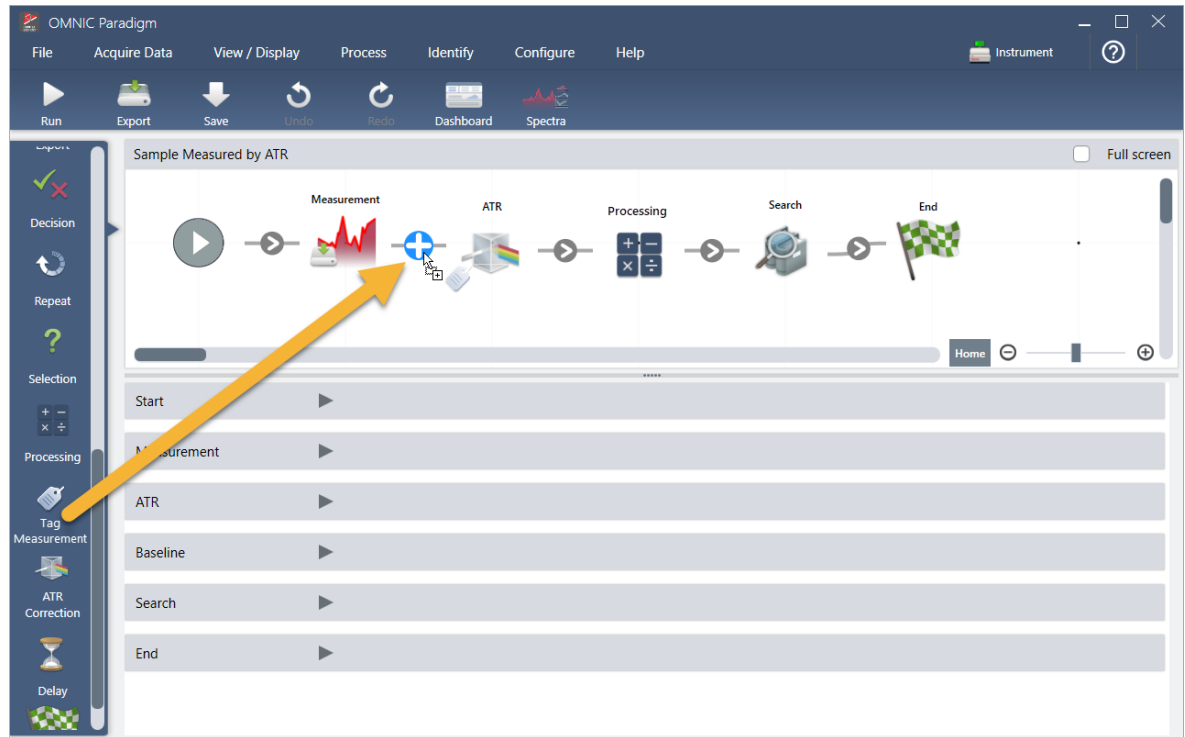 OMNIC Paradigm
File Acquire Data View / Display Process Identify Configure Help Instrument
Run Export Save Undo Redo Dashboard Spectra
Export
Decision
Repeat
Selection
Processing
Tag
Measurement
ATR
Correction
Delay
Sample Measured by ATR Full screen
Measurement ATR Processing Search End
Home
Start
Measurement
ATR
Baseline
Search
End